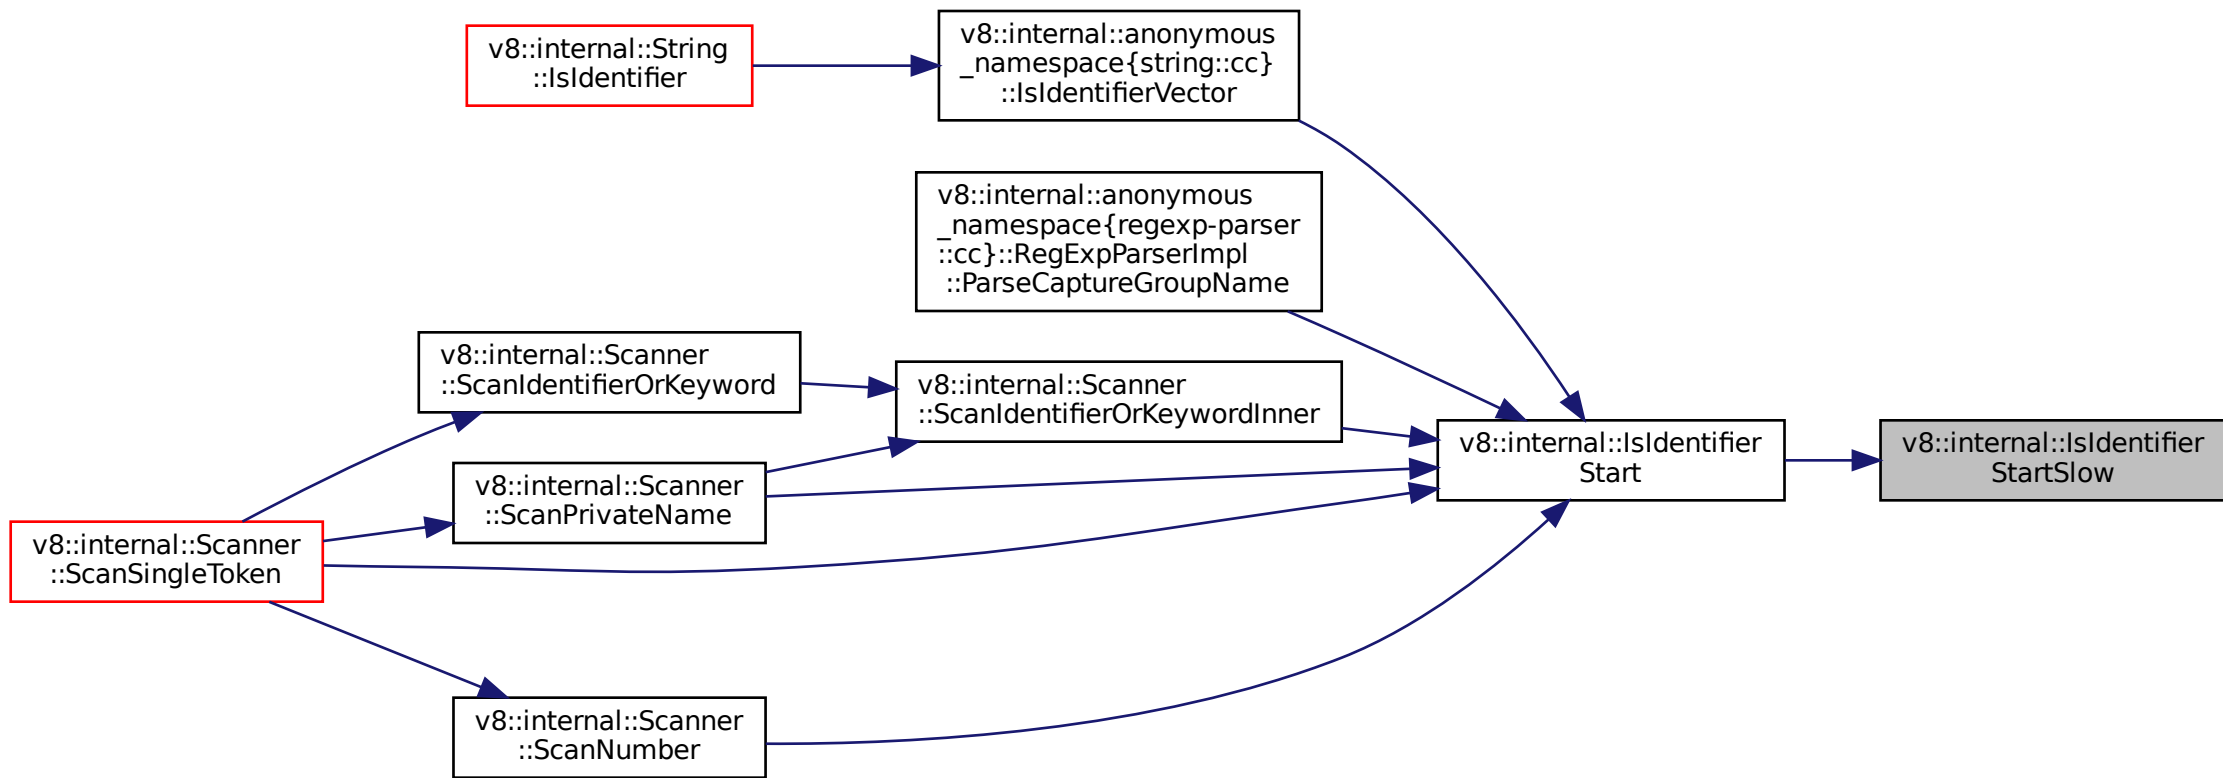 v8::internal::String
::IsIdentifier
v8::internal::anonymous
_namespace{string::cc}
::IsIdentifierVector
v8::internal::anonymous
_namespace{regexp-parser
::cc}::RegExpParserImpl
::ParseCaptureGroupName
v8::internal::Scanner
::ScanIdentifierOrKeyword
v8::internal::Scanner
::ScanIdentifierOrKeywordInner
v8::internal::IsIdentifier
Start
v8::internal::IsIdentifier
StartSlow
v8::internal::Scanner
::ScanPrivateName
v8::internal::Scanner
::ScanSingleToken
v8::internal::Scanner
::ScanNumber